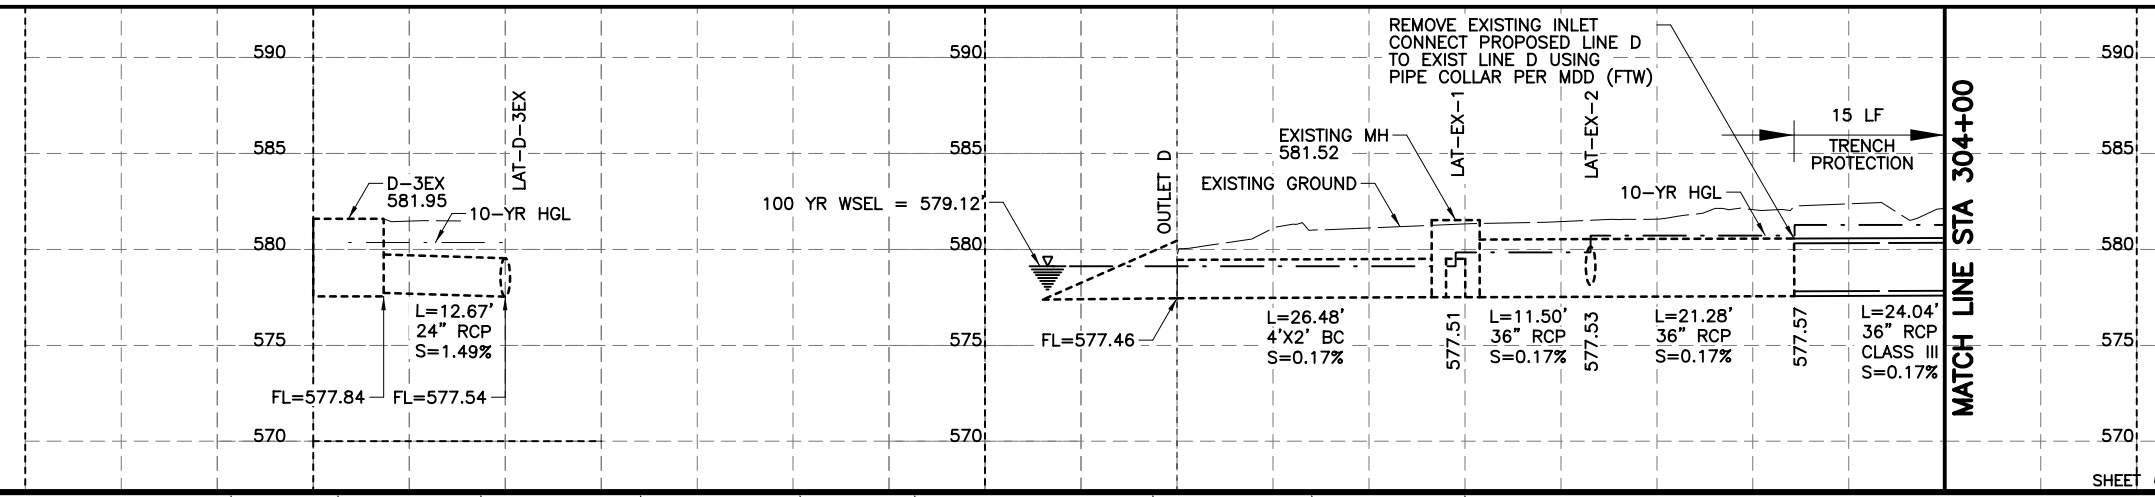 590
585
580
575
570
D-3EX
581.95
10-YR HGL
LAT-D-3EX
L=12.67'
24" RCP
S=1.49%
FL=577.84
FL=577.54
590
585
580
575
570
100 YR WSEL = 579.12'
OUTLET D
FL=577.46
EXISTING GROUND
EXISTING MH
581.52
LAT-EX-1
LAT-EX-2
REMOVE EXISTING INLET
CONNECT PROPOSED LINE D
TO EXIST LINE D USING
PIPE COLLAR PER MDD (FTW)
10-YR HGL
15 LF
TRENCH
PROTECTION
L=26.48'
4'X2' BC
S=0.17%
577.51
L=11.50'
36" RCP
S=0.17%
577.53
L=21.28'
36" RCP
S=0.17%
577.57
L=24.04'
36" RCP
CLASS III
S=0.17%
MATCH LINE STA 304+00
590
585
580
575
570
SHEET